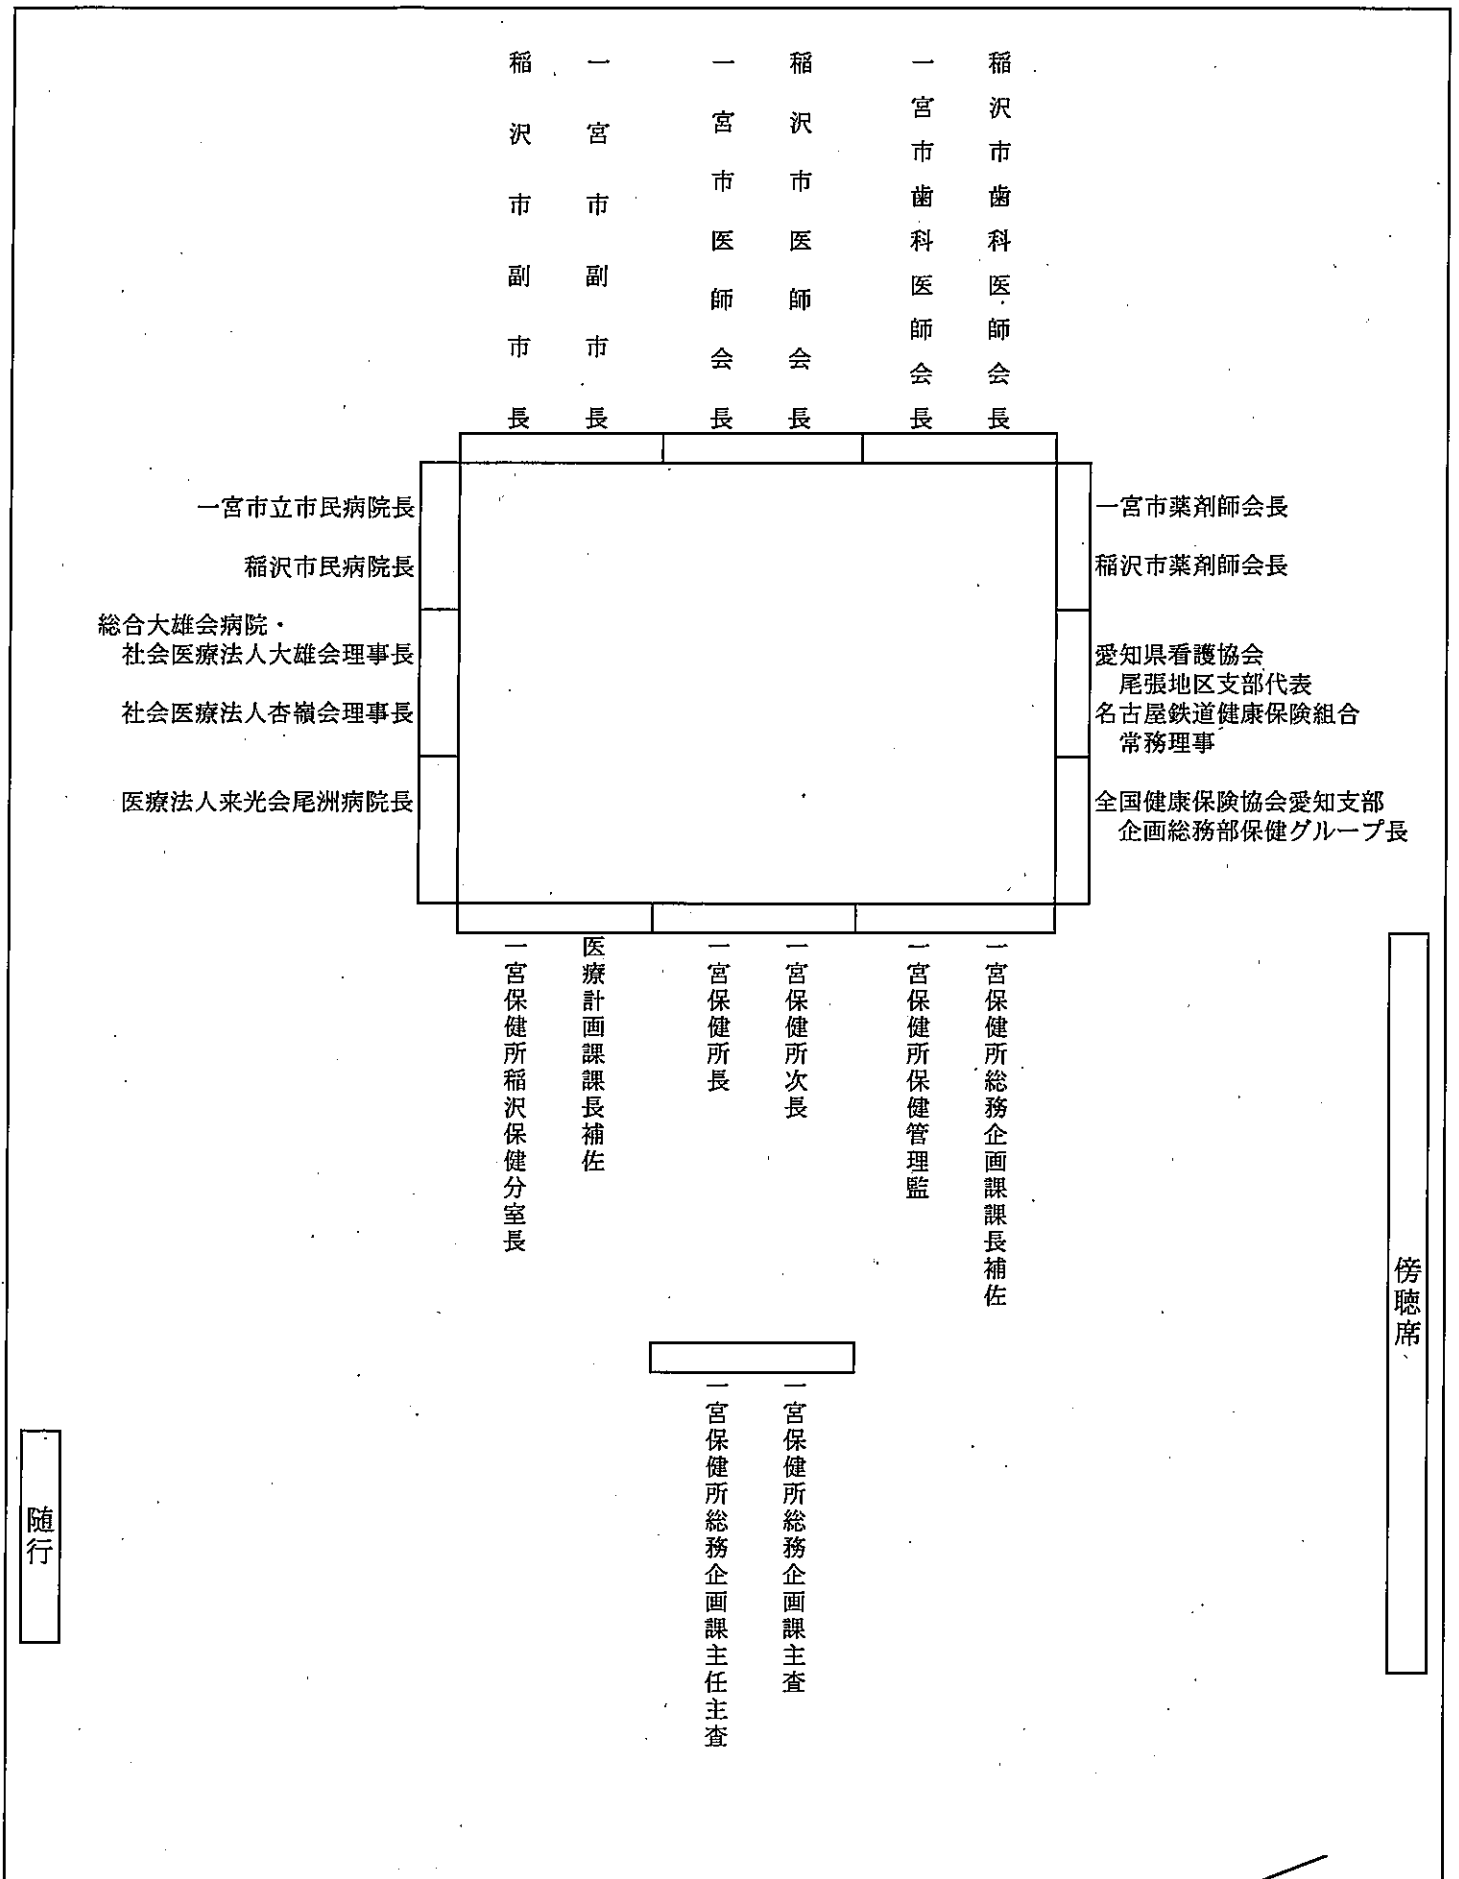 稲沢市副市長
一宮市副市長
一宮市医師会長
稲沢市医師会長
一宮市歯科医師会長
稲沢市歯科医師会長
一宮市立市民病院長
稲沢市民病院長
総合大雄会病院・
社会医療法人大雄会理事長
社会医療法人杏嶺会理事長
医療法人来光会尾洲病院長
一宮市薬剤師会長
稲沢市薬剤師会長
愛知県看護協会
尾張地区支部代表
名古屋鉄道健康保険組合
常務理事
全国健康保険協会愛知支部
企画総務部保健グループ長
一宮保健所稲沢保健分室長
医療計画課課長補佐
一宮保健所長
一宮保健所次長
一宮保健所保健管理監
一宮保健所総務企画課課長補佐
一宮保健所総務企画課主任主査
一宮保健所総務企画課主査
傍聴席
随行